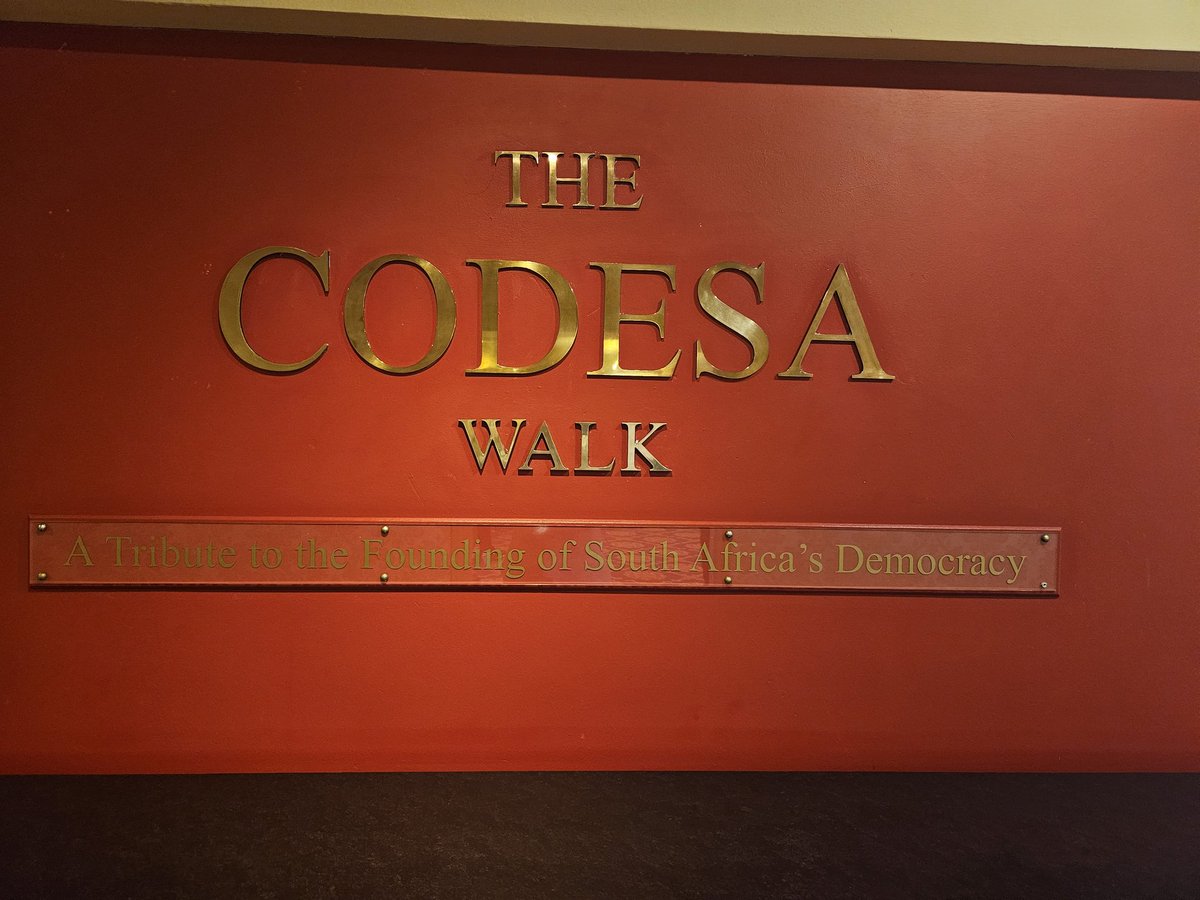 THE
CODESA
WALK
A Tribute to the Founding of South Africa's Democracy